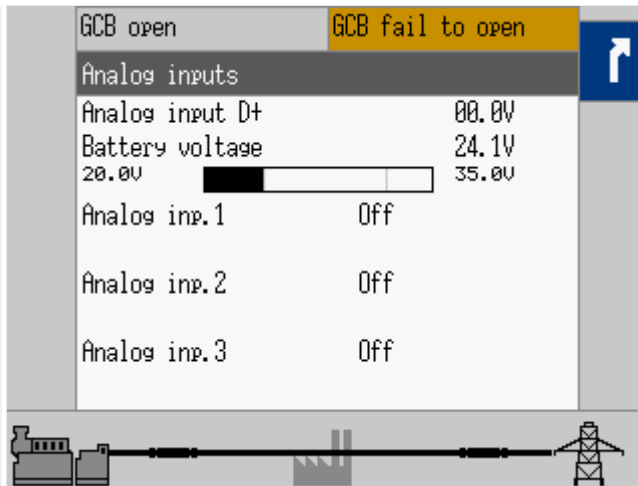 GCB open GCB fail to open
Analog inputs
Analog input D+ 00.0V
Battery voltage 24.1V
20.0V 35.0V
Analog inp.1 Off
Analog inp.2 Off
Analog inp.3 Off